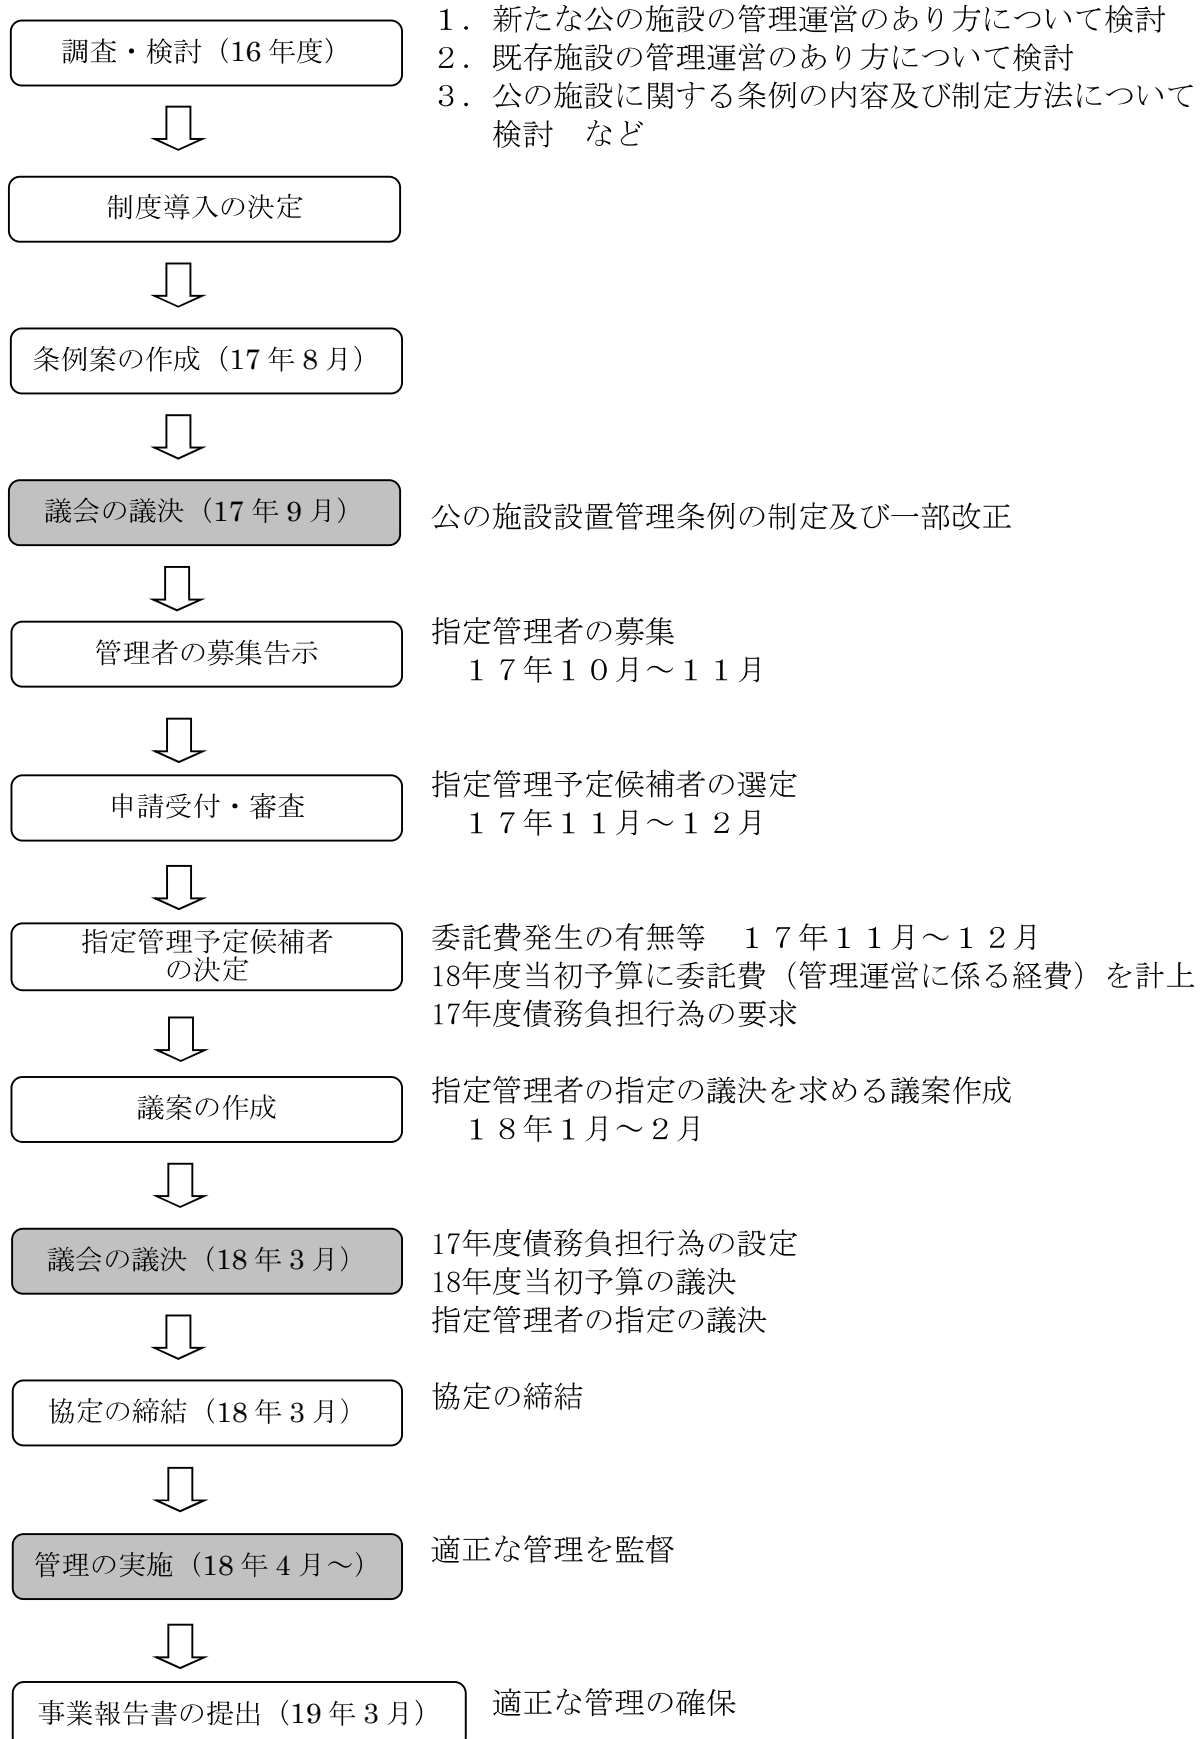 調査・検討（16 年度）
１．新たな公の施設の管理運営のあり方について検討
２．既存施設の管理運営のあり方について検討
３．公の施設に関する条例の内容及び制定方法について
検討　など
制度導入の決定
条例案の作成（17 年 8 月）
議会の議決（17 年 9 月）
公の施設設置管理条例の制定及び一部改正
管理者の募集告示
指定管理者の募集
１７年１０月～１１月
申請受付・審査
指定管理予定候補者の選定
１７年１１月～１２月
指定管理予定候補者
の決定
委託費発生の有無等　１７年１１月～１２月
18年度当初予算に委託費（管理運営に係る経費）を計上
17年度債務負担行為の要求
議案の作成
指定管理者の指定の議決を求める議案作成
１８年１月～２月
議会の議決（18 年 3 月）
17年度債務負担行為の設定
18年度当初予算の議決
指定管理者の指定の議決
協定の締結（18 年 3 月）
協定の締結
管理の実施（18 年 4 月～）
適正な管理を監督
事業報告書の提出（19 年 3 月）
適正な管理の確保